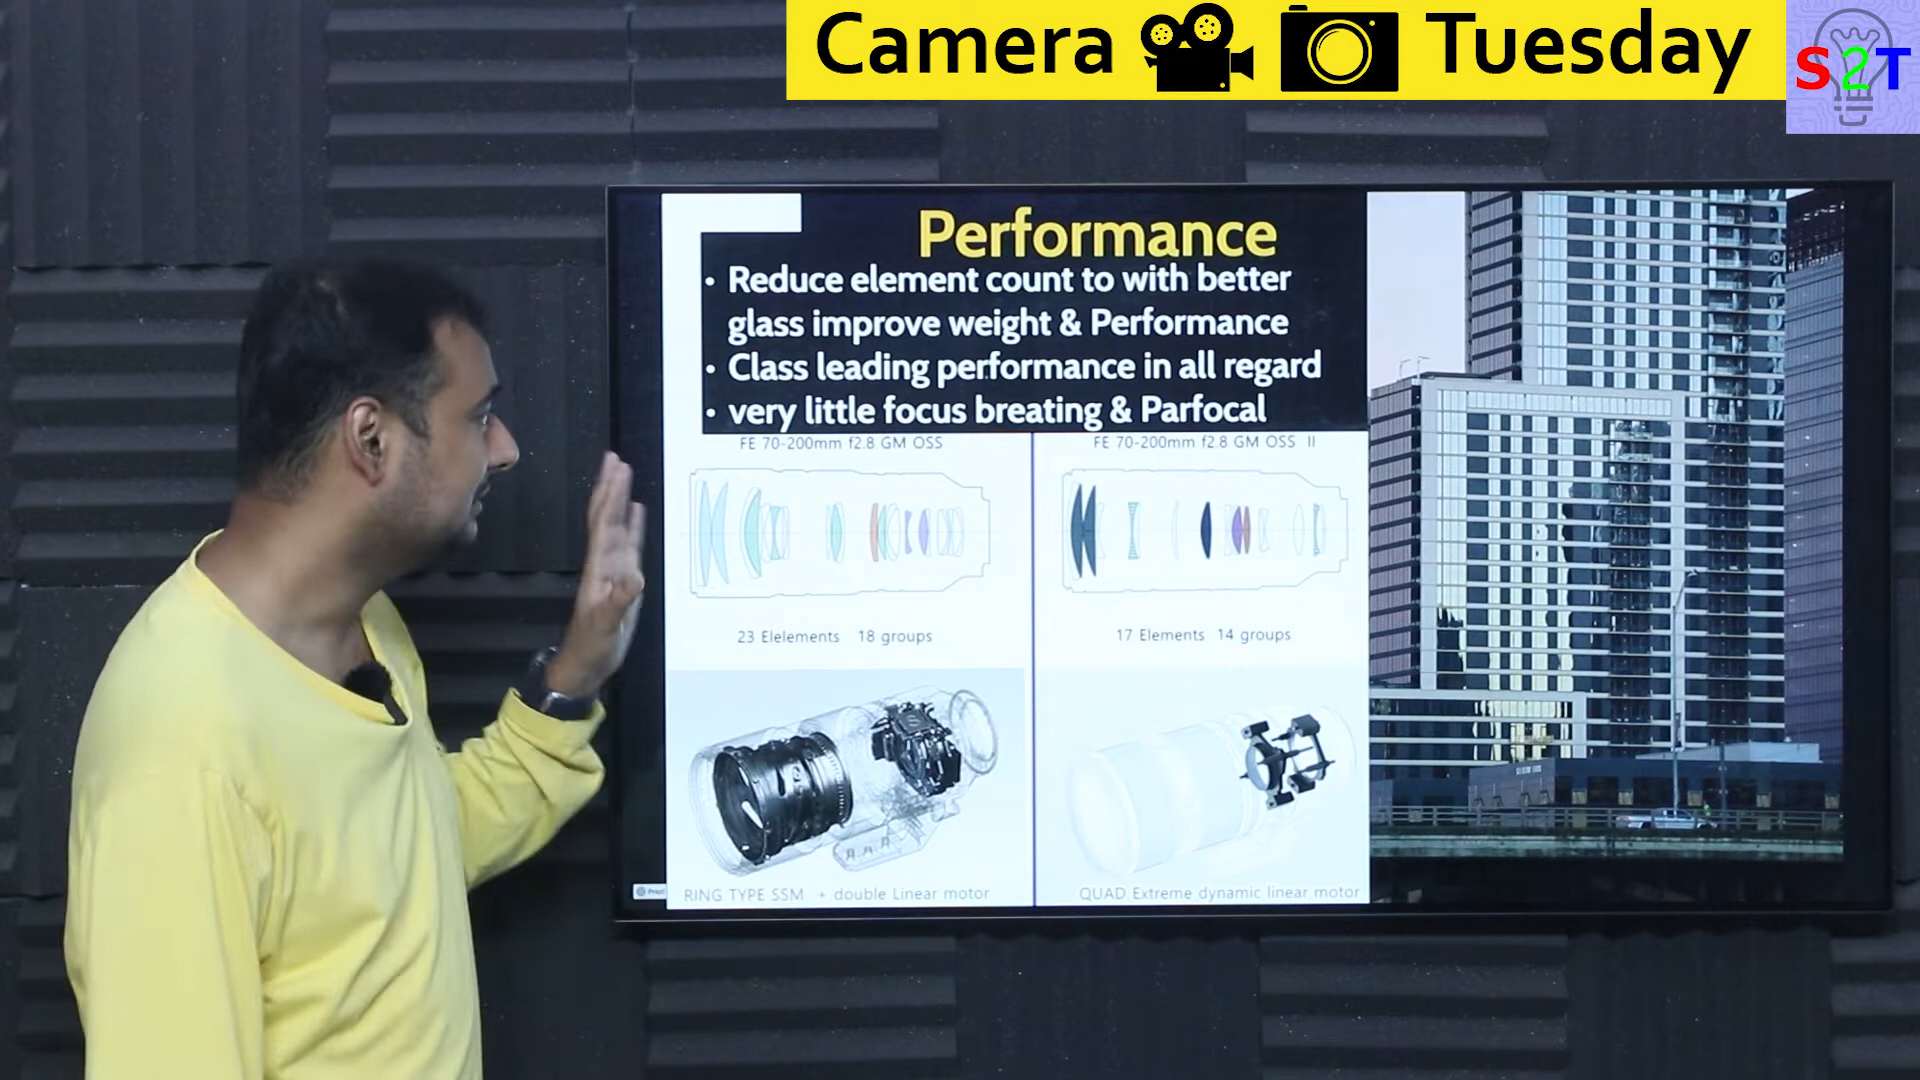 Camera Tuesday
S2T
Performance
• Reduce element count to with better
glass improve weight & Performance
• Class leading performance in all regard
• very little focus breating & Parfocal
FE 70-200mm f2.8 GM OSS
FE 70-200mm f2.8 GM OSS II
23 Elelements 18 groups
17 Elements 14 groups
RING TYPE SSM + double Linear motor
QUAD Extreme dynamic linear motor